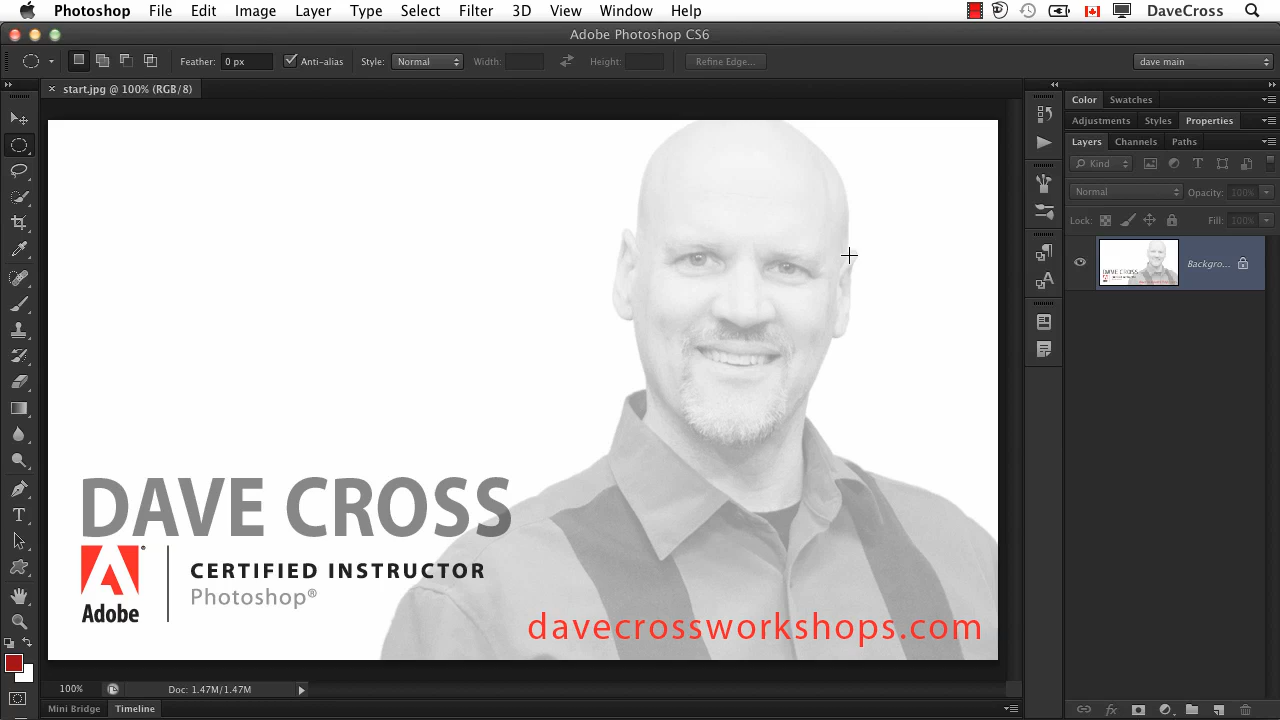 Photoshop File Edit Image Layer Type Select Filter 3D View Window Help DaveCross
Adobe Photoshop CS6
Feather: 0 px Anti-alias Style: Normal Width: Height: Refine Edge... dave main
× start.jpg @ 100% (RGB/8)
Color Swatches
Adjustments Styles Properties
Layers Channels Paths
Kind
Normal Opacity: 100%
Lock: Fill: 100%
Backgro...
DAVE CROSS
CERTIFIED INSTRUCTOR
Photoshop®
Adobe
davecrossworkshops.com
100% Doc: 1.47M/1.47M
Mini Bridge Timeline